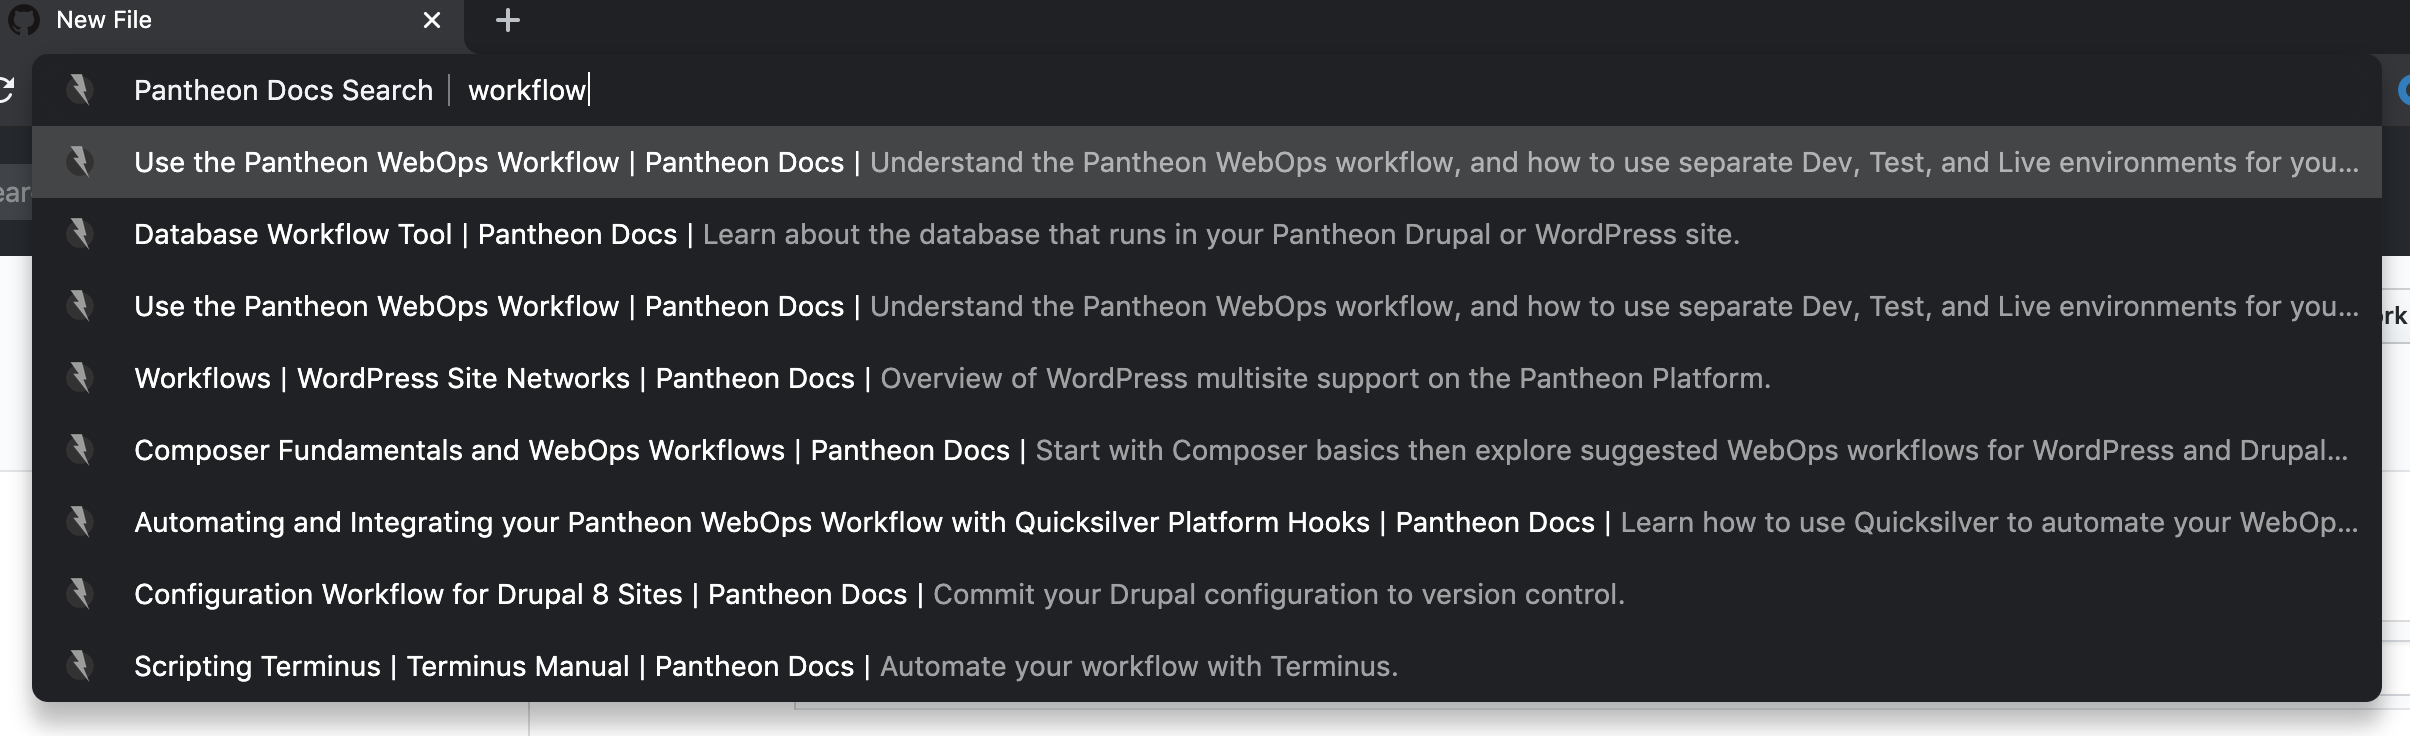 New File
Pantheon Docs Search | workflow
Use the Pantheon WebOps Workflow | Pantheon Docs | Understand the Pantheon WebOps workflow, and how to use separate Dev, Test, and Live environments for you...
Database Workflow Tool | Pantheon Docs | Learn about the database that runs in your Pantheon Drupal or WordPress site.
Use the Pantheon WebOps Workflow | Pantheon Docs | Understand the Pantheon WebOps workflow, and how to use separate Dev, Test, and Live environments for you...
Workflows | WordPress Site Networks | Pantheon Docs | Overview of WordPress multisite support on the Pantheon Platform.
Composer Fundamentals and WebOps Workflows | Pantheon Docs | Start with Composer basics then explore suggested WebOps workflows for WordPress and Drupal...
Automating and Integrating your Pantheon WebOps Workflow with Quicksilver Platform Hooks | Pantheon Docs | Learn how to use Quicksilver to automate your WebOp...
Configuration Workflow for Drupal 8 Sites | Pantheon Docs | Commit your Drupal configuration to version control.
Scripting Terminus | Terminus Manual | Pantheon Docs | Automate your workflow with Terminus.